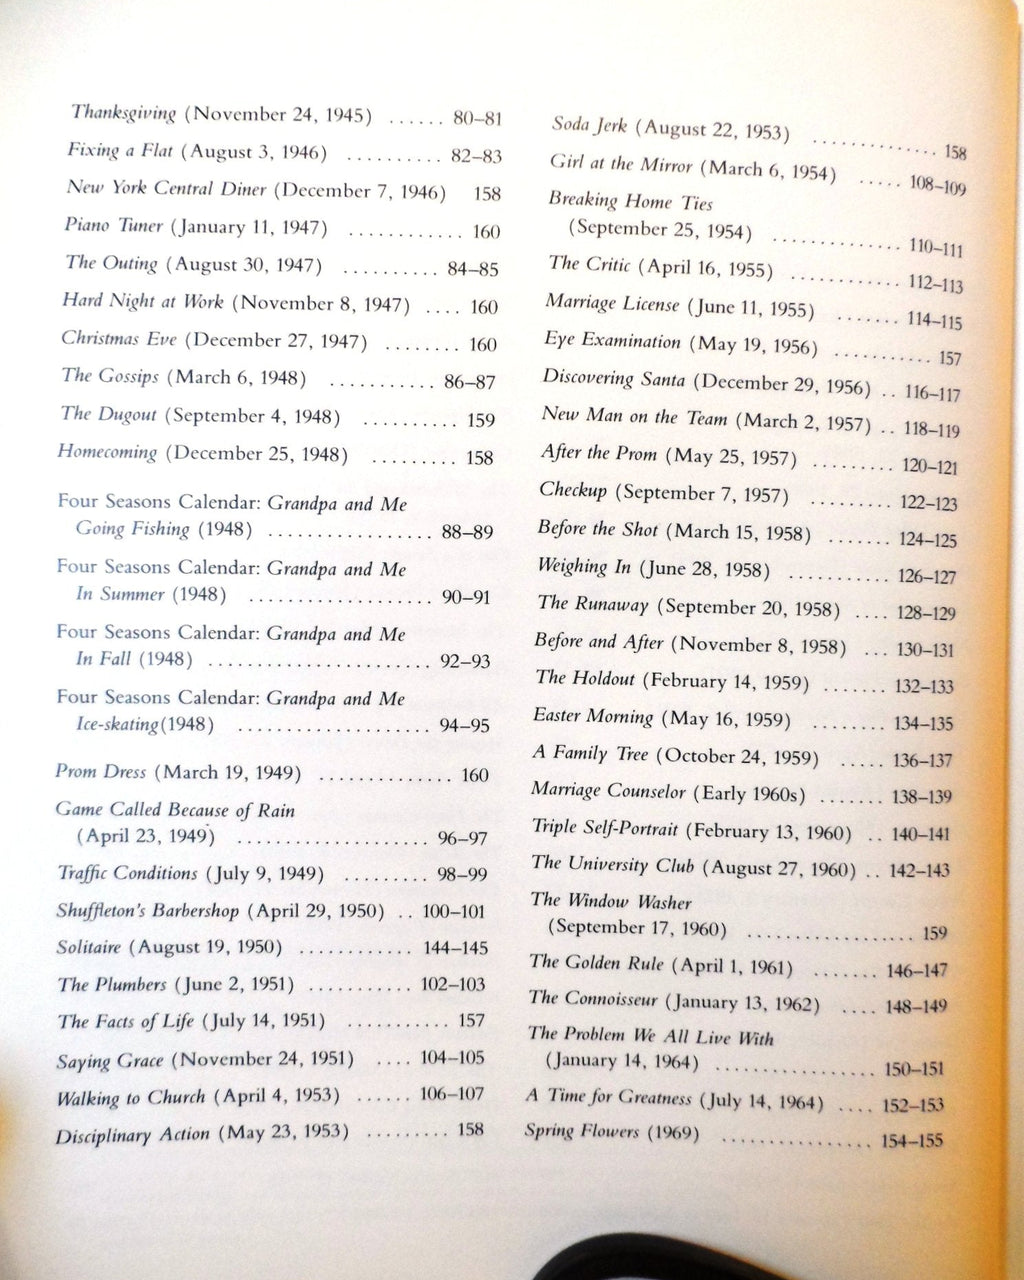 Thanksgiving (November 24, 1945) ...... 80–81
Fixing a Flat (August 3, 1946) .......... 82–83
New York Central Diner (December 7, 1946) 158
Piano Tuner (January 11, 1947) ............ 160
The Outing (August 30, 1947) .......... 84–85
Hard Night at Work (November 8, 1947) .... 160
Christmas Eve (December 27, 1947) ........ 160
The Gossips (March 6, 1948) ........... 86–87
The Dugout (September 4, 1948) .......... 159
Homecoming (December 25, 1948) ......... 158
Four Seasons Calendar: Grandpa and Me
Going Fishing (1948) ................. 88–89
Four Seasons Calendar: Grandpa and Me
In Summer (1948) ................... 90–91
Four Seasons Calendar: Grandpa and Me
In Fall (1948) ....................... 92–93
Four Seasons Calendar: Grandpa and Me
Ice-skating(1948) .................... 94–95
Prom Dress (March 19, 1949) .............. 160
Game Called Because of Rain
(April 23, 1949) .................... 96–97
Traffic Conditions (July 9, 1949) ......... 98–99
Shuffleton's Barbershop (April 29, 1950) .. 100–101
Solitaire (August 19, 1950) ............ 144–145
The Plumbers (June 2, 1951) ........... 102–103
The Facts of Life (July 14, 1951) ........... 157
Saying Grace (November 24, 1951) .... 104–105
Walking to Church (April 4, 1953) ...... 106–107
Disciplinary Action (May 23, 1953) ......... 158
Soda Jerk (August 22, 1953) ............. 158
Girl at the Mirror (March 6, 1954) ..... 108–109
Breaking Home Ties
(September 25, 1954) .............. 110–111
The Critic (April 16, 1955) ............ 112–113
Marriage License (June 11, 1955) ....... 114–115
Eye Examination (May 19, 1956) ........... 157
Discovering Santa (December 29, 1956) .. 116–117
New Man on the Team (March 2, 1957) .. 118–119
After the Prom (May 25, 1957) ......... 120–121
Checkup (September 7, 1957) ......... 122–123
Before the Shot (March 15, 1958) ....... 124–125
Weighing In (June 28, 1958) ........... 126–127
The Runaway (September 20, 1958) .... 128–129
Before and After (November 8, 1958) ... 130–131
The Holdout (February 14, 1959) ....... 132–133
Easter Morning (May 16, 1959) ........ 134–135
A Family Tree (October 24, 1959) ..... 136–137
Marriage Counselor (Early 1960s) ....... 138–139
Triple Self-Portrait (February 13, 1960) .. 140–141
The University Club (August 27, 1960) .. 142–143
The Window Washer
(September 17, 1960) .................. 159
The Golden Rule (April 1, 1961) ....... 146–147
The Connoisseur (January 13, 1962) .... 148–149
The Problem We All Live With
(January 14, 1964) ................. 150–151
A Time for Greatness (July 14, 1964) .... 152–153
Spring Flowers (1969) ................ 154–155